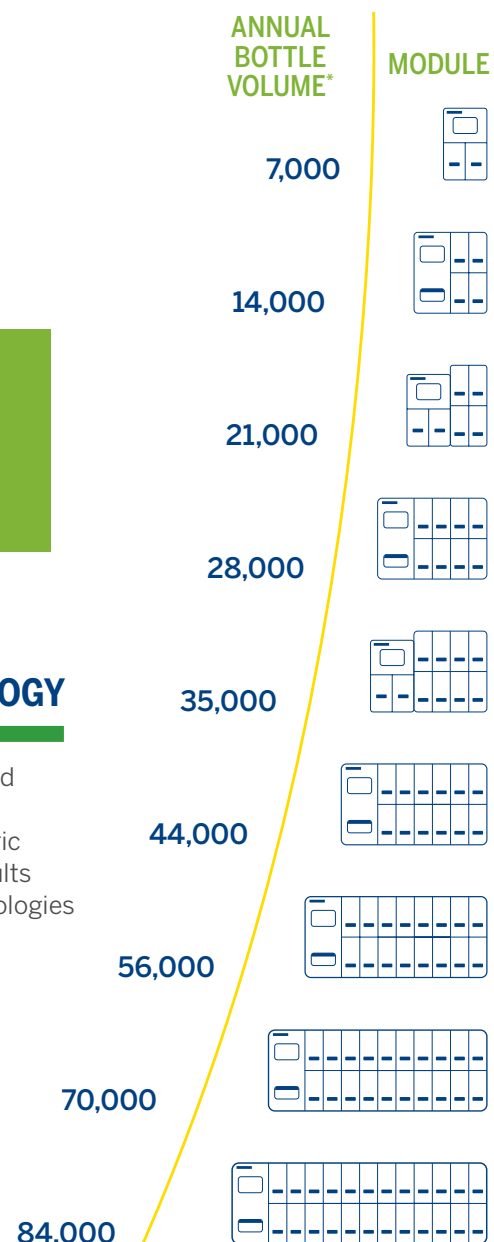 ANNUAL
BOTTLE
VOLUME*
MODULE
7,000
14,000
21,000
28,000
35,000
44,000
56,000
70,000
84,000
OGY
d
ic
ults
ologies